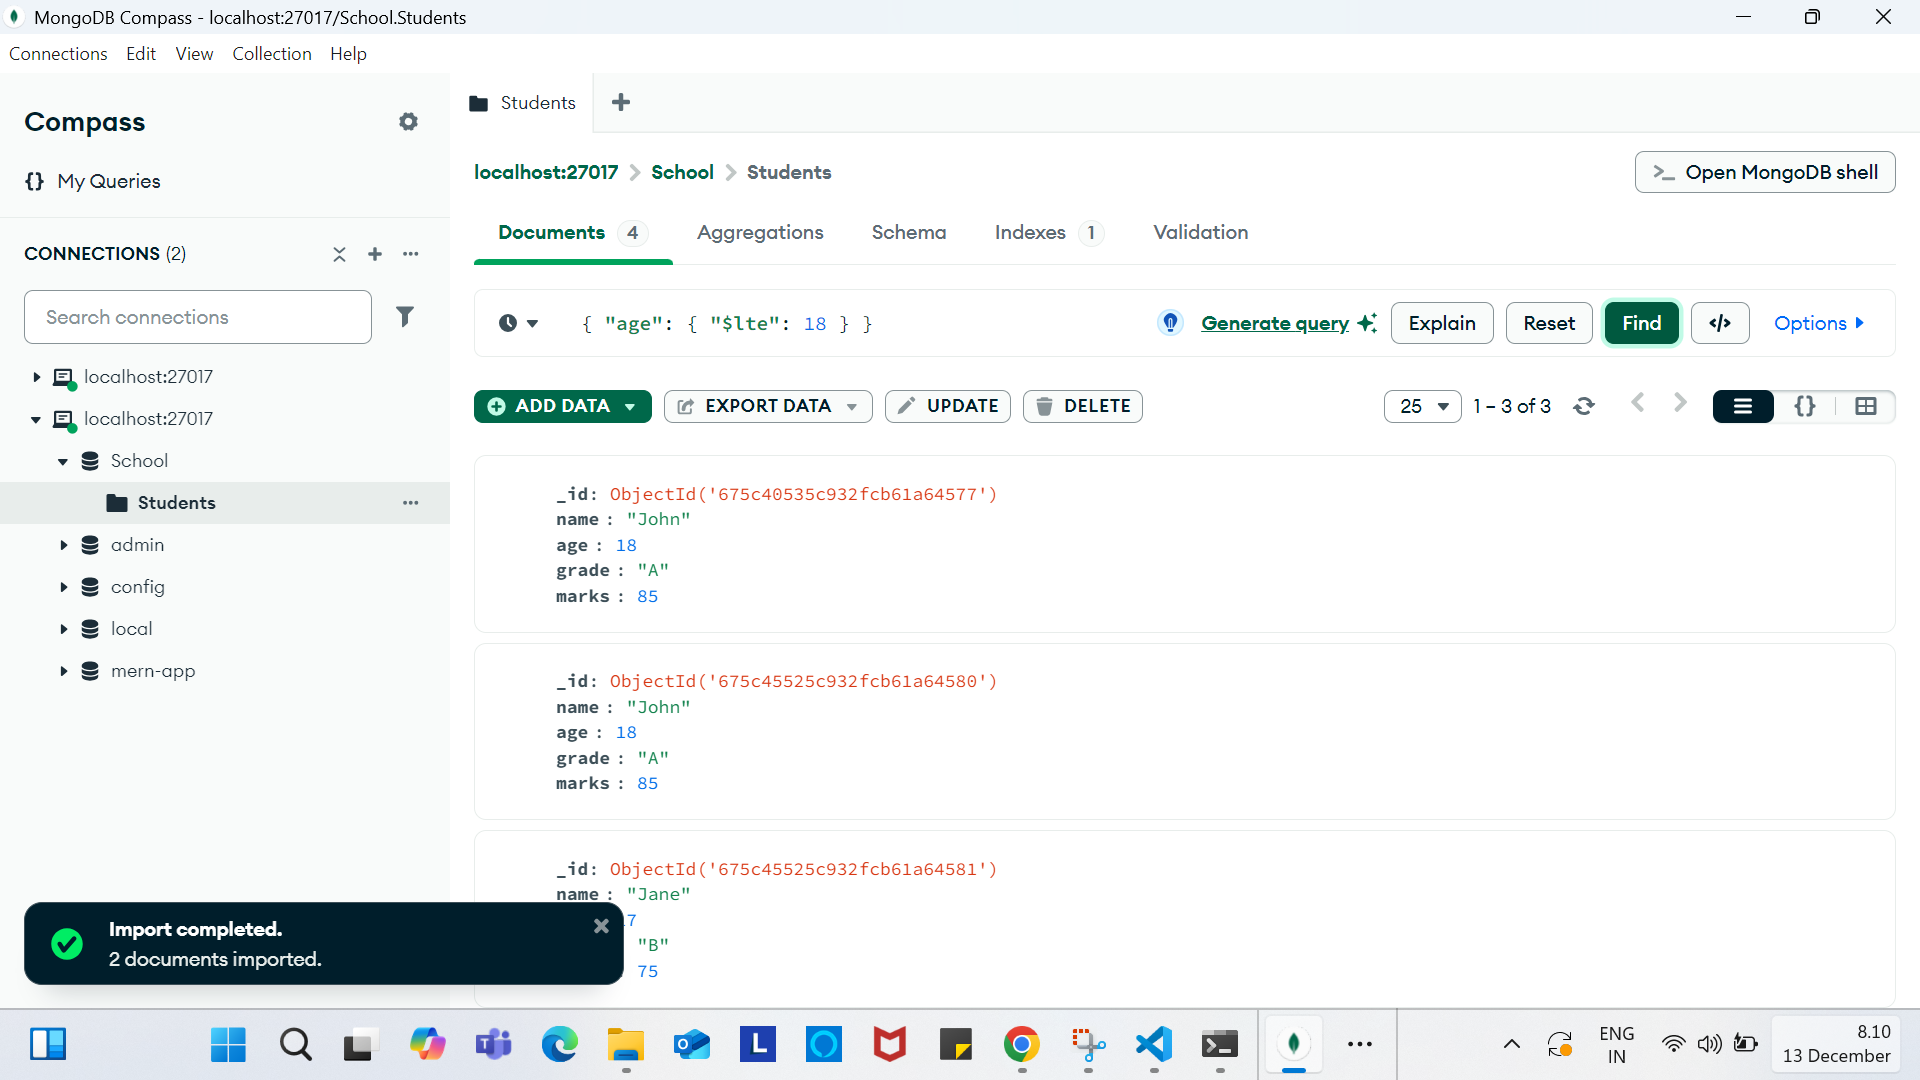 MongoDB Compass - localhost:27017/School.Students
Connections Edit View Collection Help
Compass
{} My Queries
CONNECTIONS (2)
Search connections
localhost:27017
localhost:27017
School
Students
admin
config
local
mern-app
Students
localhost:27017 > School > Students
>_ Open MongoDB shell
Documents 4 Aggregations Schema Indexes 1 Validation
{ "age": { "$lte": 18 } }
Generate query Explain Reset Find </> Options
ADD DATA EXPORT DATA UPDATE DELETE
25 1 – 3 of 3 {}
_id: ObjectId('675c40535c932fcb61a64577')
name : "John"
age : 18
grade : "A"
marks : 85
_id: ObjectId('675c45525c932fcb61a64580')
name : "John"
age : 18
grade : "A"
marks : 85
_id: ObjectId('675c45525c932fcb61a64581')
name : "Jane"
7
"B"
75
Import completed.
2 documents imported.
L
ENG
IN
8.10
13 December